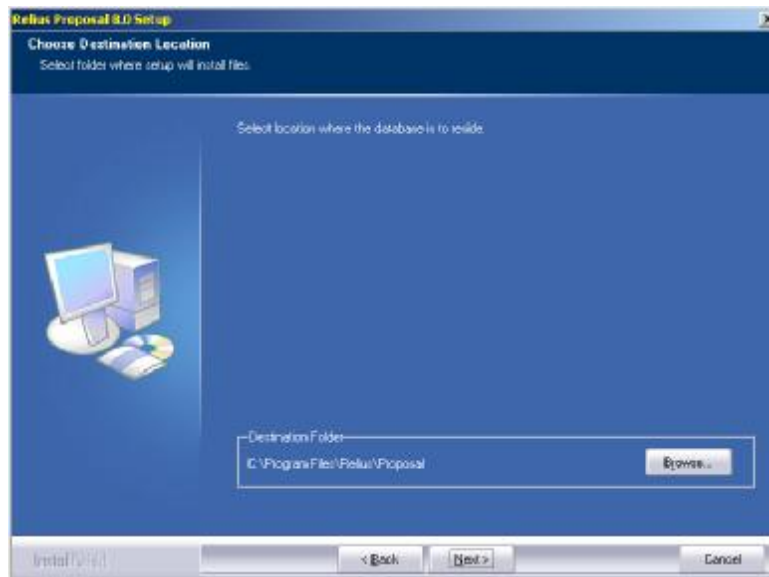 Relius Proposal 8.0 Setup
Choose Destination Location
Select folder where setup will install files.
Select location where the database is to reside.
Destination Folder
C:\Program Files\Relius\Proposal
Browse...
InstallShield
< Back
Next >
Cancel